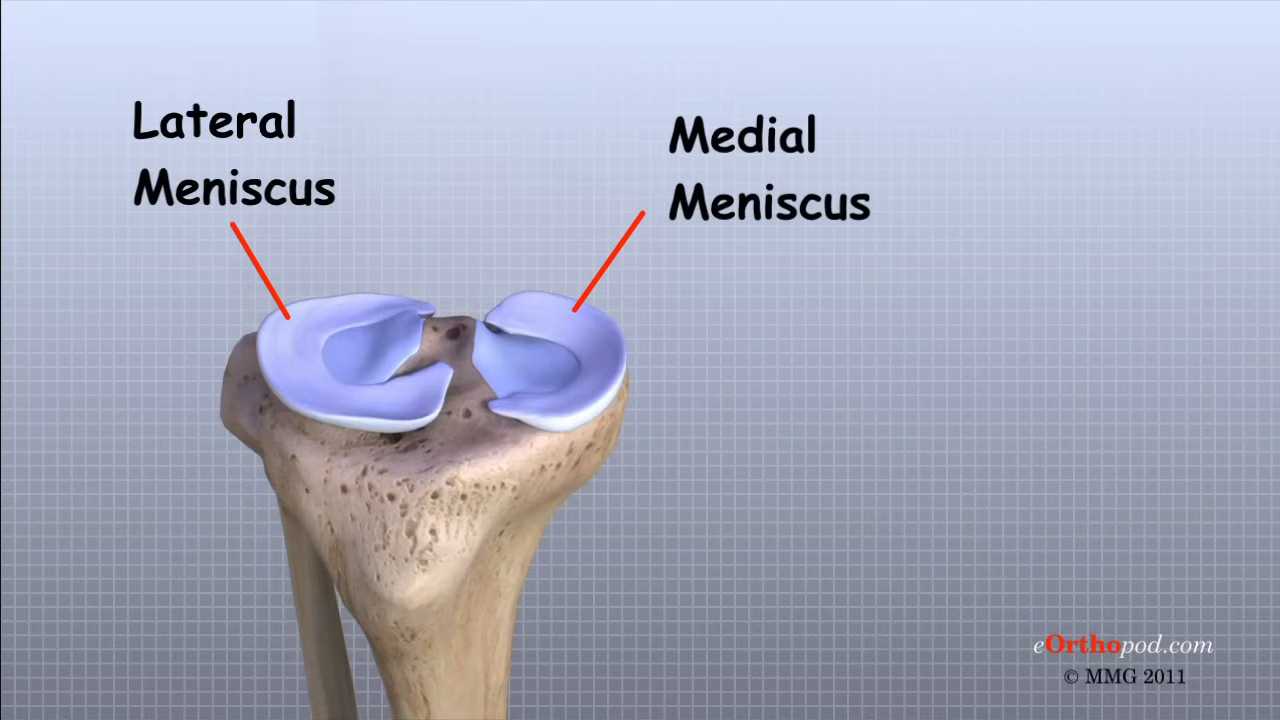 Lateral
Meniscus
Medial
Meniscus
eOrthopod.com
© MMG 2011